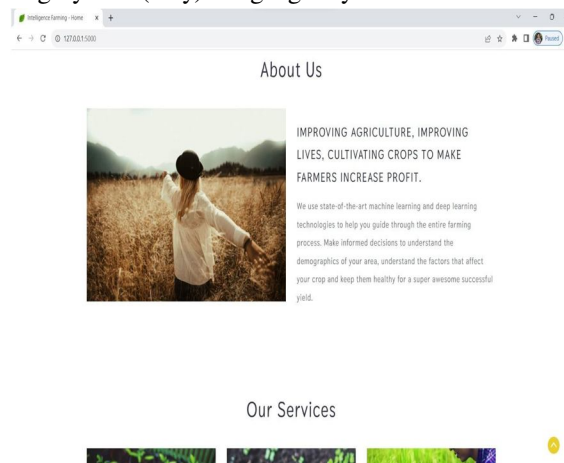 Intelligence Farming - Home
127.0.0.1:5000
Paused
About Us
IMPROVING AGRICULTURE, IMPROVING
LIVES, CULTIVATING CROPS TO MAKE
FARMERS INCREASE PROFIT.
We use state-of-the-art machine learning and deep learning
technologies to help you guide through the entire farming
process. Make informed decisions to understand the
demographics of your area, understand the factors that affect
your crop and keep them healthy for a super awesome successful
yield.
Our Services